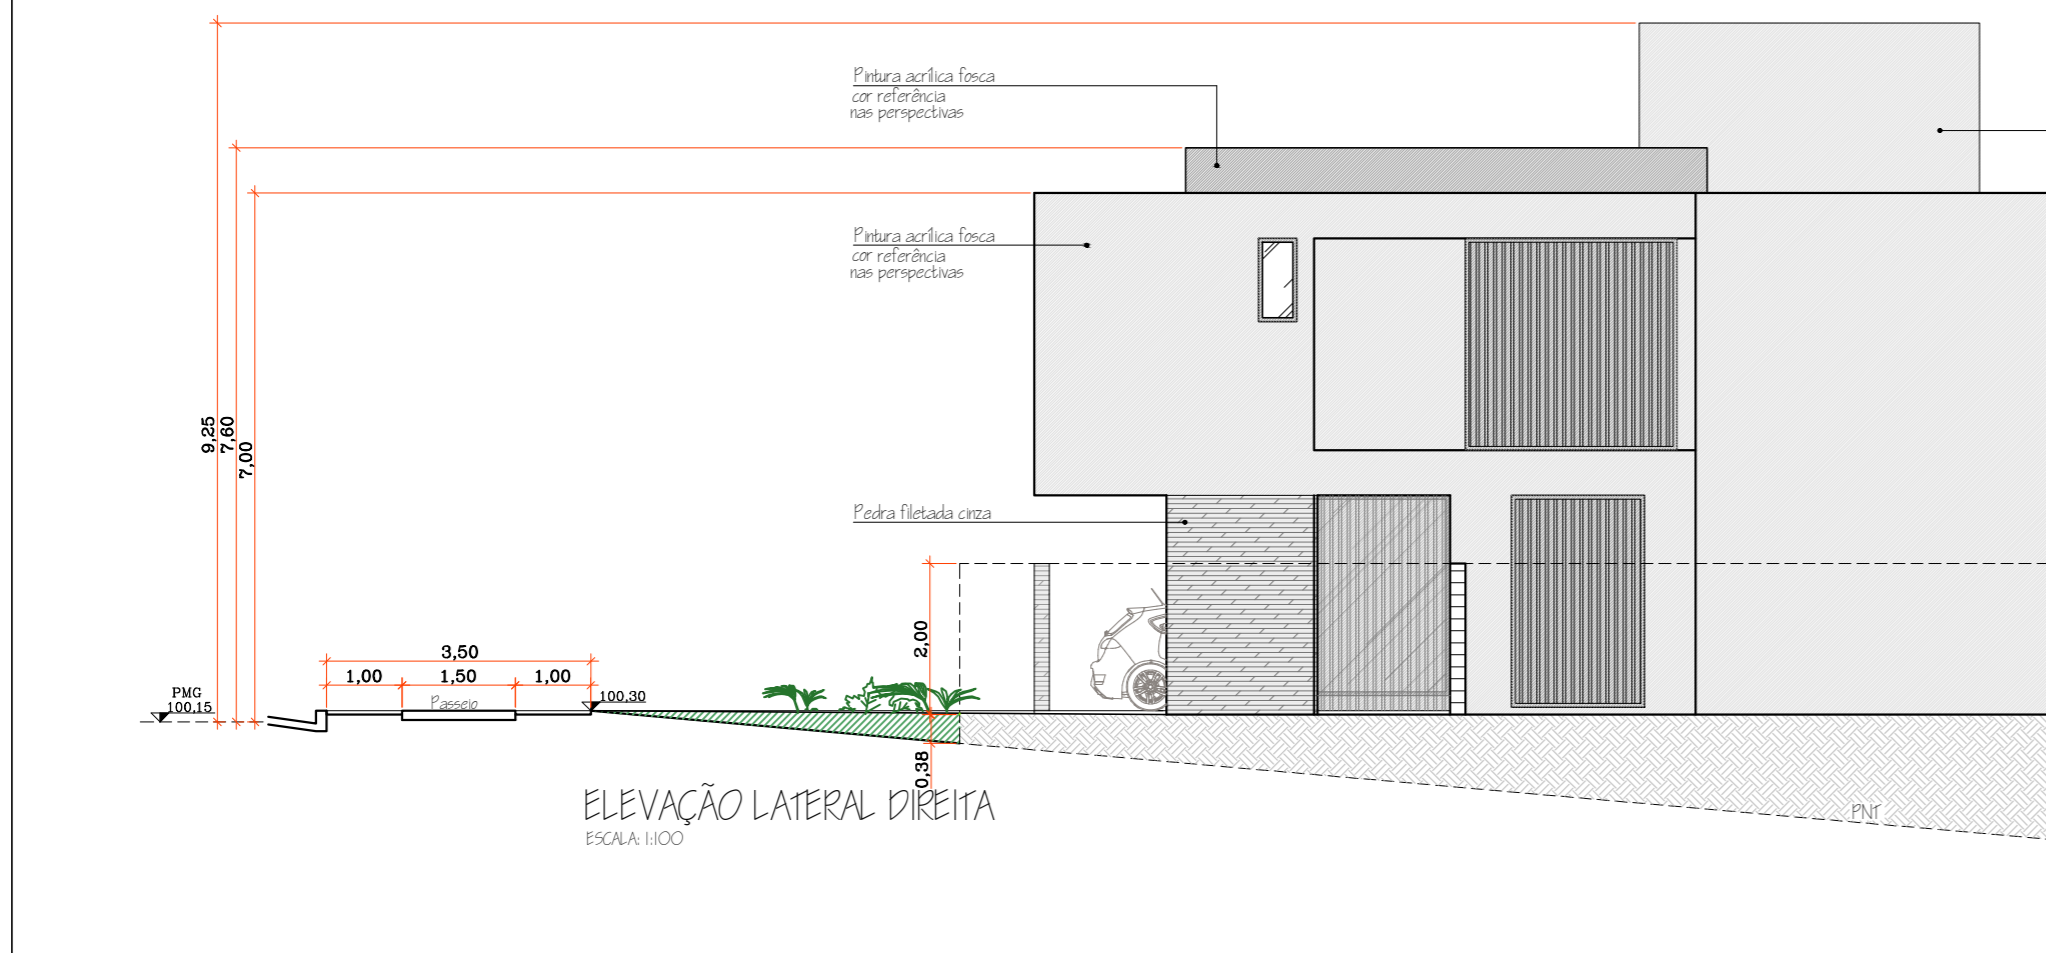 Pintura acrílica fosca
cor referência
nas perspectivas
Pintura acrílica fosca
cor referência
nas perspectivas
9,25
7,60
7,00
Pedra filetada cinza
2,00
3,50
1,00
1,50
1,00
Passeio
PMG
100.15
100.30
0,38
ELEVAÇÃO LATERAL DIREITA
ESCALA: 1:100
PNT